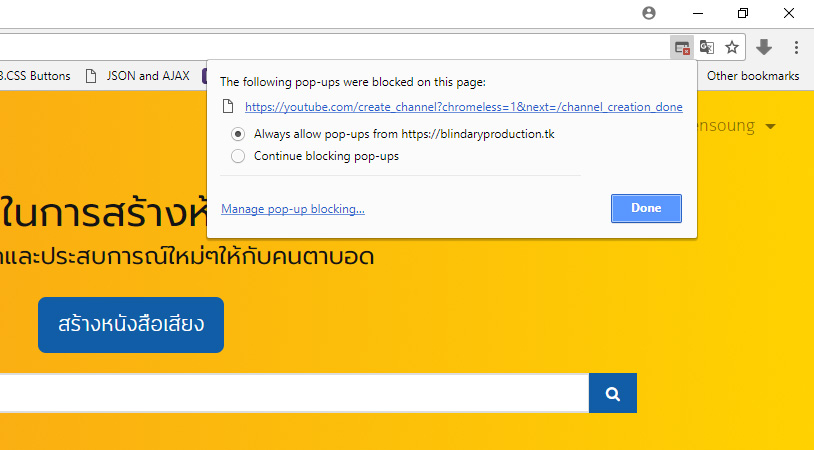 3.CSS Buttons JSON and AJAX Other bookmarks
The following pop-ups were blocked on this page:
https://youtube.com/create_channel?chromeless=1&next=/channel_creation_done
Always allow pop-ups from https://blindaryproduction.tk
Continue blocking pop-ups
Manage pop-up blocking...
Done
ensoung
ในการสร้างห
และประสบการณ์ใหม่ๆให้กับคนตาบอด
สร้างหนังสือเสียง